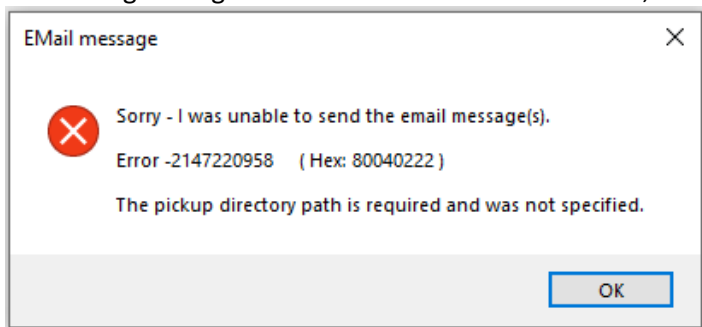 EMail message
Sorry - I was unable to send the email message(s).
Error -2147220958 ( Hex: 80040222 )
The pickup directory path is required and was not specified.
OK